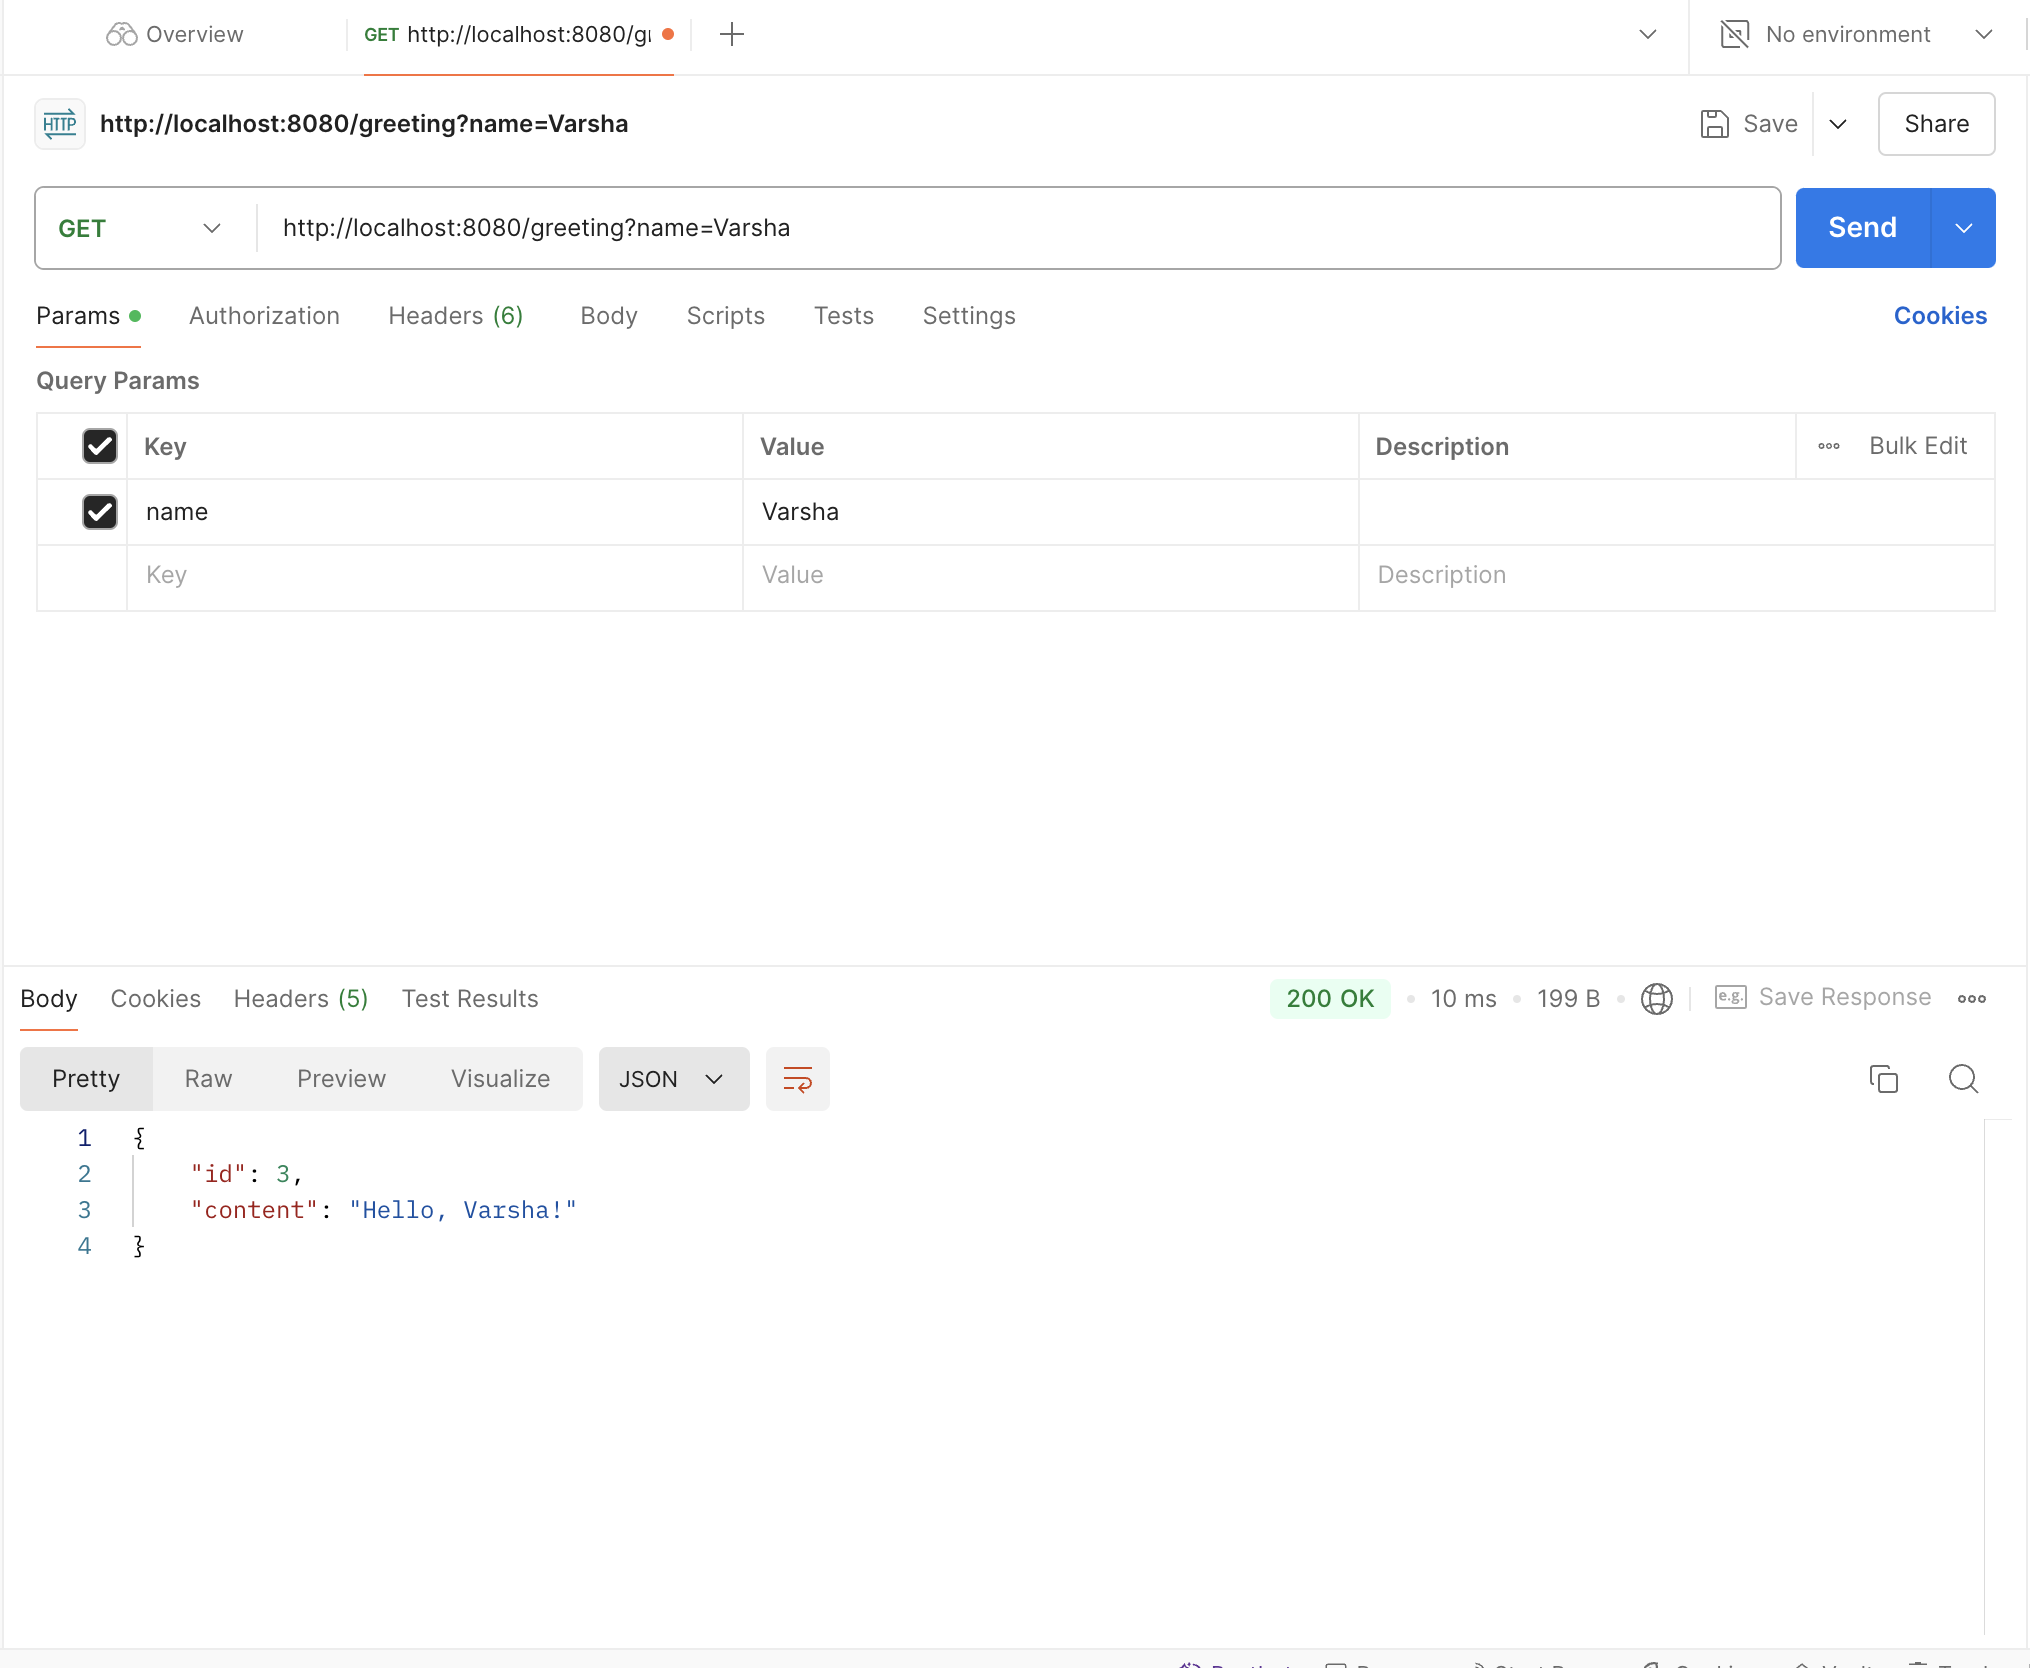 Overview
GET http://localhost:8080/g
No environment
HTTP http://localhost:8080/greeting?name=Varsha
Save
Share
GET http://localhost:8080/greeting?name=Varsha
Send
Params Authorization Headers (6) Body Scripts Tests Settings Cookies
Query Params
Key Value Description Bulk Edit
name Varsha
Key Value Description
Body Cookies Headers (5) Test Results 200 OK 10 ms 199 B e.g. Save Response
Pretty Raw Preview Visualize JSON
1 {
2 "id": 3,
3 "content": "Hello, Varsha!"
4 }